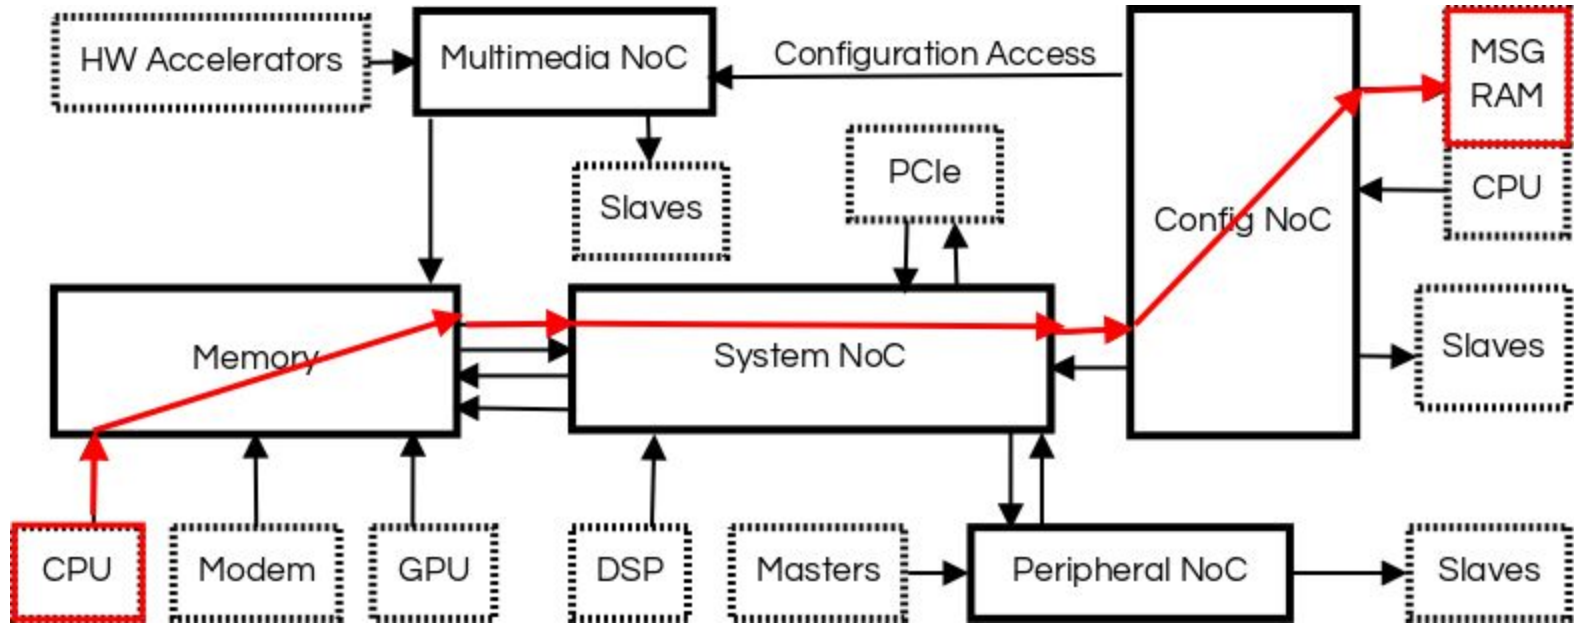 HW Accelerators
Multimedia NoC
Configuration Access
MSG
RAM
PCIe
CPU
Slaves
Config NoC
Memory
System NoC
Slaves
CPU
Modem
GPU
DSP
Masters
Peripheral NoC
Slaves